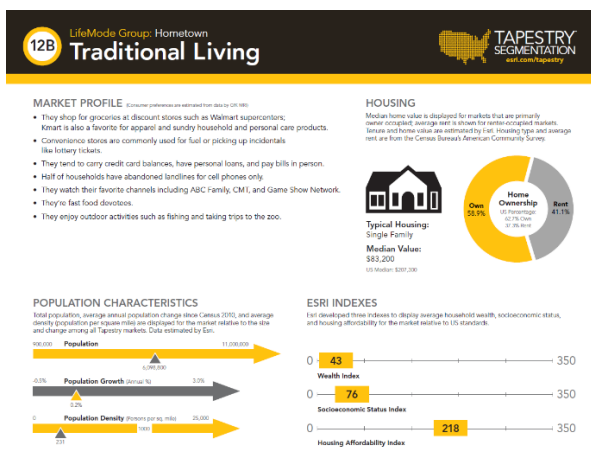 12B
LifeMode Group: Hometown
Traditional Living
TAPESTRY
SEGMENTATION
esri.com/tapestry
MARKET PROFILE (Consumer preferences are estimated from data by GfK MRI)
• They shop for groceries at discount stores such as Walmart supercenters;
Kmart is also a favorite for apparel and sundry household and personal care products.
• Convenience stores are commonly used for fuel or picking up incidentals
like lottery tickets.
• They tend to carry credit card balances, have personal loans, and pay bills in person.
• Half of households have abandoned landlines for cell phones only.
• They watch their favorite channels including ABC Family, CMT, and Game Show Network.
• They're fast food devotees.
• They enjoy outdoor activities such as fishing and taking trips to the zoo.
HOUSING
Median home value is displayed for markets that are primarily
owner occupied; average rent is shown for renter-occupied markets.
Tenure and home value are estimated by Esri. Housing type and average
rent are from the Census Bureau's American Community Survey.
Typical Housing:
Single Family
Median Value:
$83,200
US Median: $207,300
Own
58.9%
Home
Ownership
US Percentage:
62.7% Own
37.3% Rent
Rent
41.1%
POPULATION CHARACTERISTICS
Total population, average annual population change since Census 2010, and average
density (population per square mile) are displayed for the market relative to the size
and change among all Tapestry markets. Data estimated by Esri.
900,000 Population 11,000,000
6,098,800
-0.5% Population Growth (Annual %) 3.0%
0 Population Density (Persons per sq. mile) 25,000
1000
231
ESRI INDEXES
Esri developed three indexes to display average household wealth, socioeconomic status,
and housing affordability for the market relative to US standards.
0 43 350
Wealth Index
0 76 350
Socioeconomic Status Index
0 218 350
Housing Affordability Index